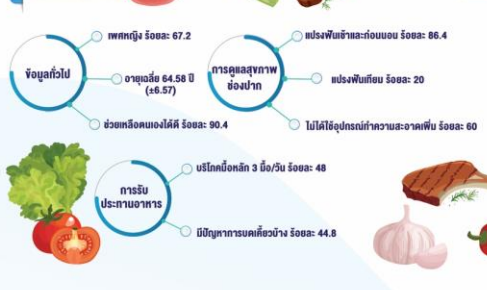 ข้อมูลทั่วไป
เพศหญิง ร้อยละ 67.2
อายุเฉลี่ย 64.58 ปี
(±6.57)
ช่วยเหลือตนเองได้ดี ร้อยละ 90.4
การดูแลสุขภาพ
ช่องปาก
แปรงฟันเช้าและก่อนนอน ร้อยละ 86.4
แปรงฟันเทียม ร้อยละ 20
ไม่ได้ใช้อุปกรณ์ทำความสะอาดเพิ่ม ร้อยละ 60
การรับ
ประทานอาหาร
บริโภคมื้อหลัก 3 มื้อ/วัน ร้อยละ 48
มีปัญหาการบดเคี้ยวบ้าง ร้อยละ 44.8